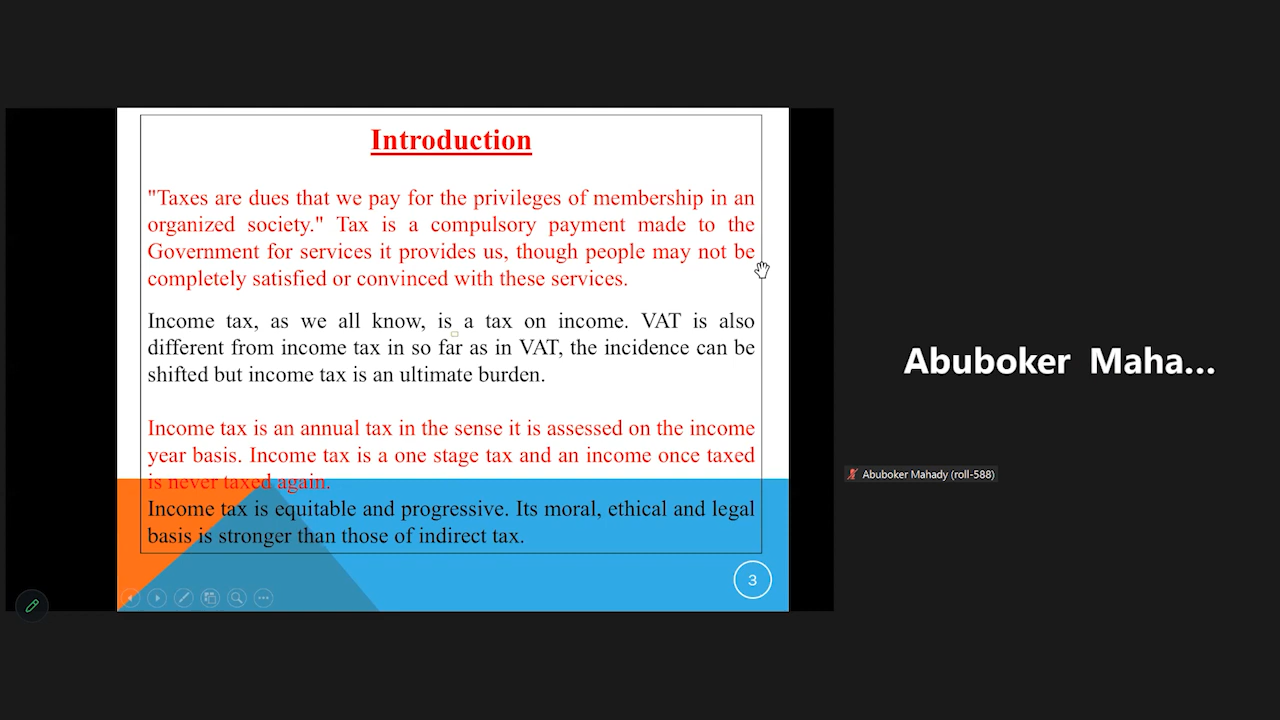 Introduction
"Taxes are dues that we pay for the privileges of membership in an
organized society." Tax is a compulsory payment made to the
Government for services it provides us, though people may not be
completely satisfied or convinced with these services.
Income tax, as we all know, is a tax on income. VAT is also
different from income tax in so far as in VAT, the incidence can be
shifted but income tax is an ultimate burden.
Income tax is an annual tax in the sense it is assessed on the income
year basis. Income tax is a one stage tax and an income once taxed
is never taxed again.
Income tax is equitable and progressive. Its moral, ethical and legal
basis is stronger than those of indirect tax.
3
Abuboker Maha...
Abuboker Mahady (roll-588)